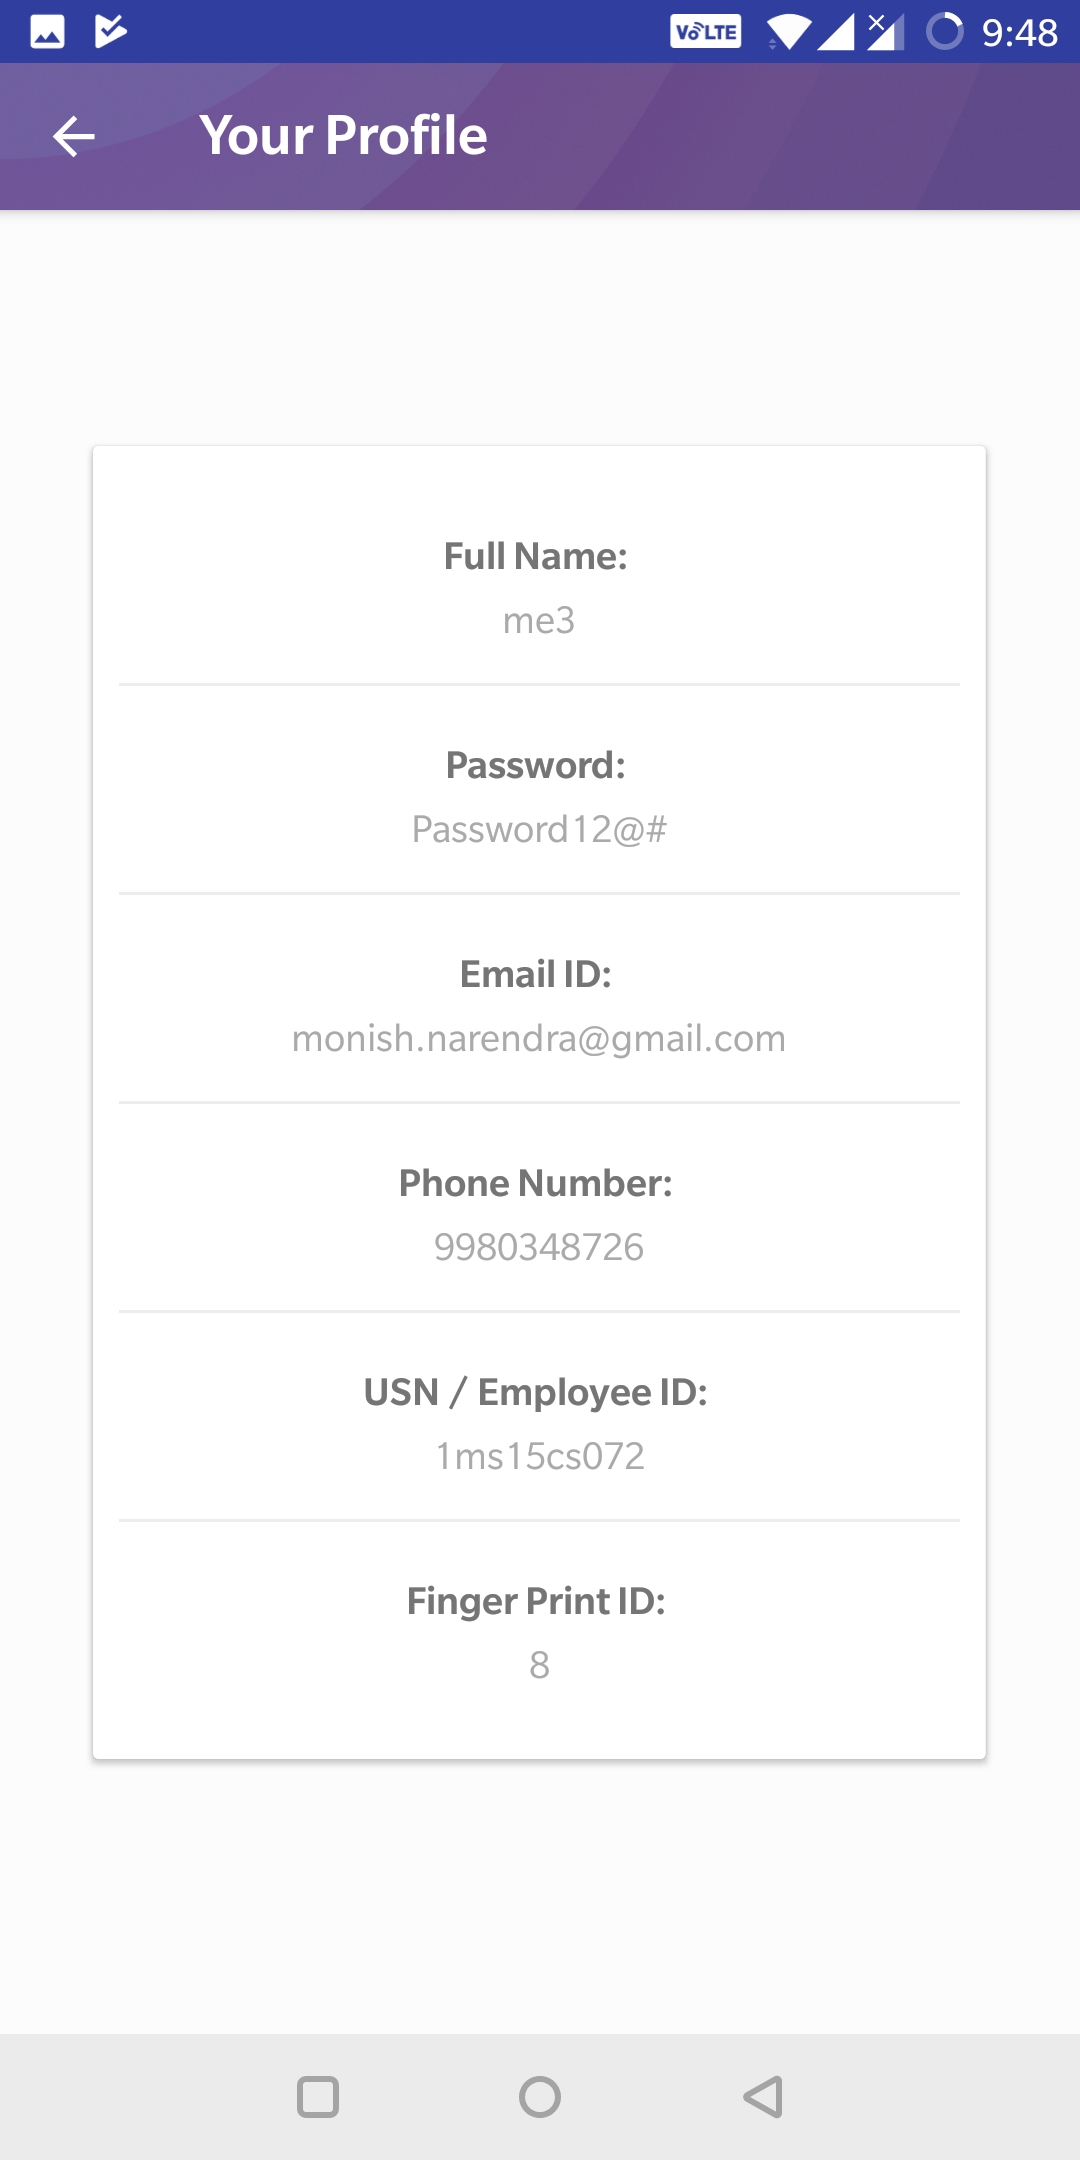 VoLTE 9:48
Your Profile
Full Name:
me3
Password:
Password12@#
Email ID:
monish.narendra@gmail.com
Phone Number:
9980348726
USN / Employee ID:
1ms15cs072
Finger Print ID:
8